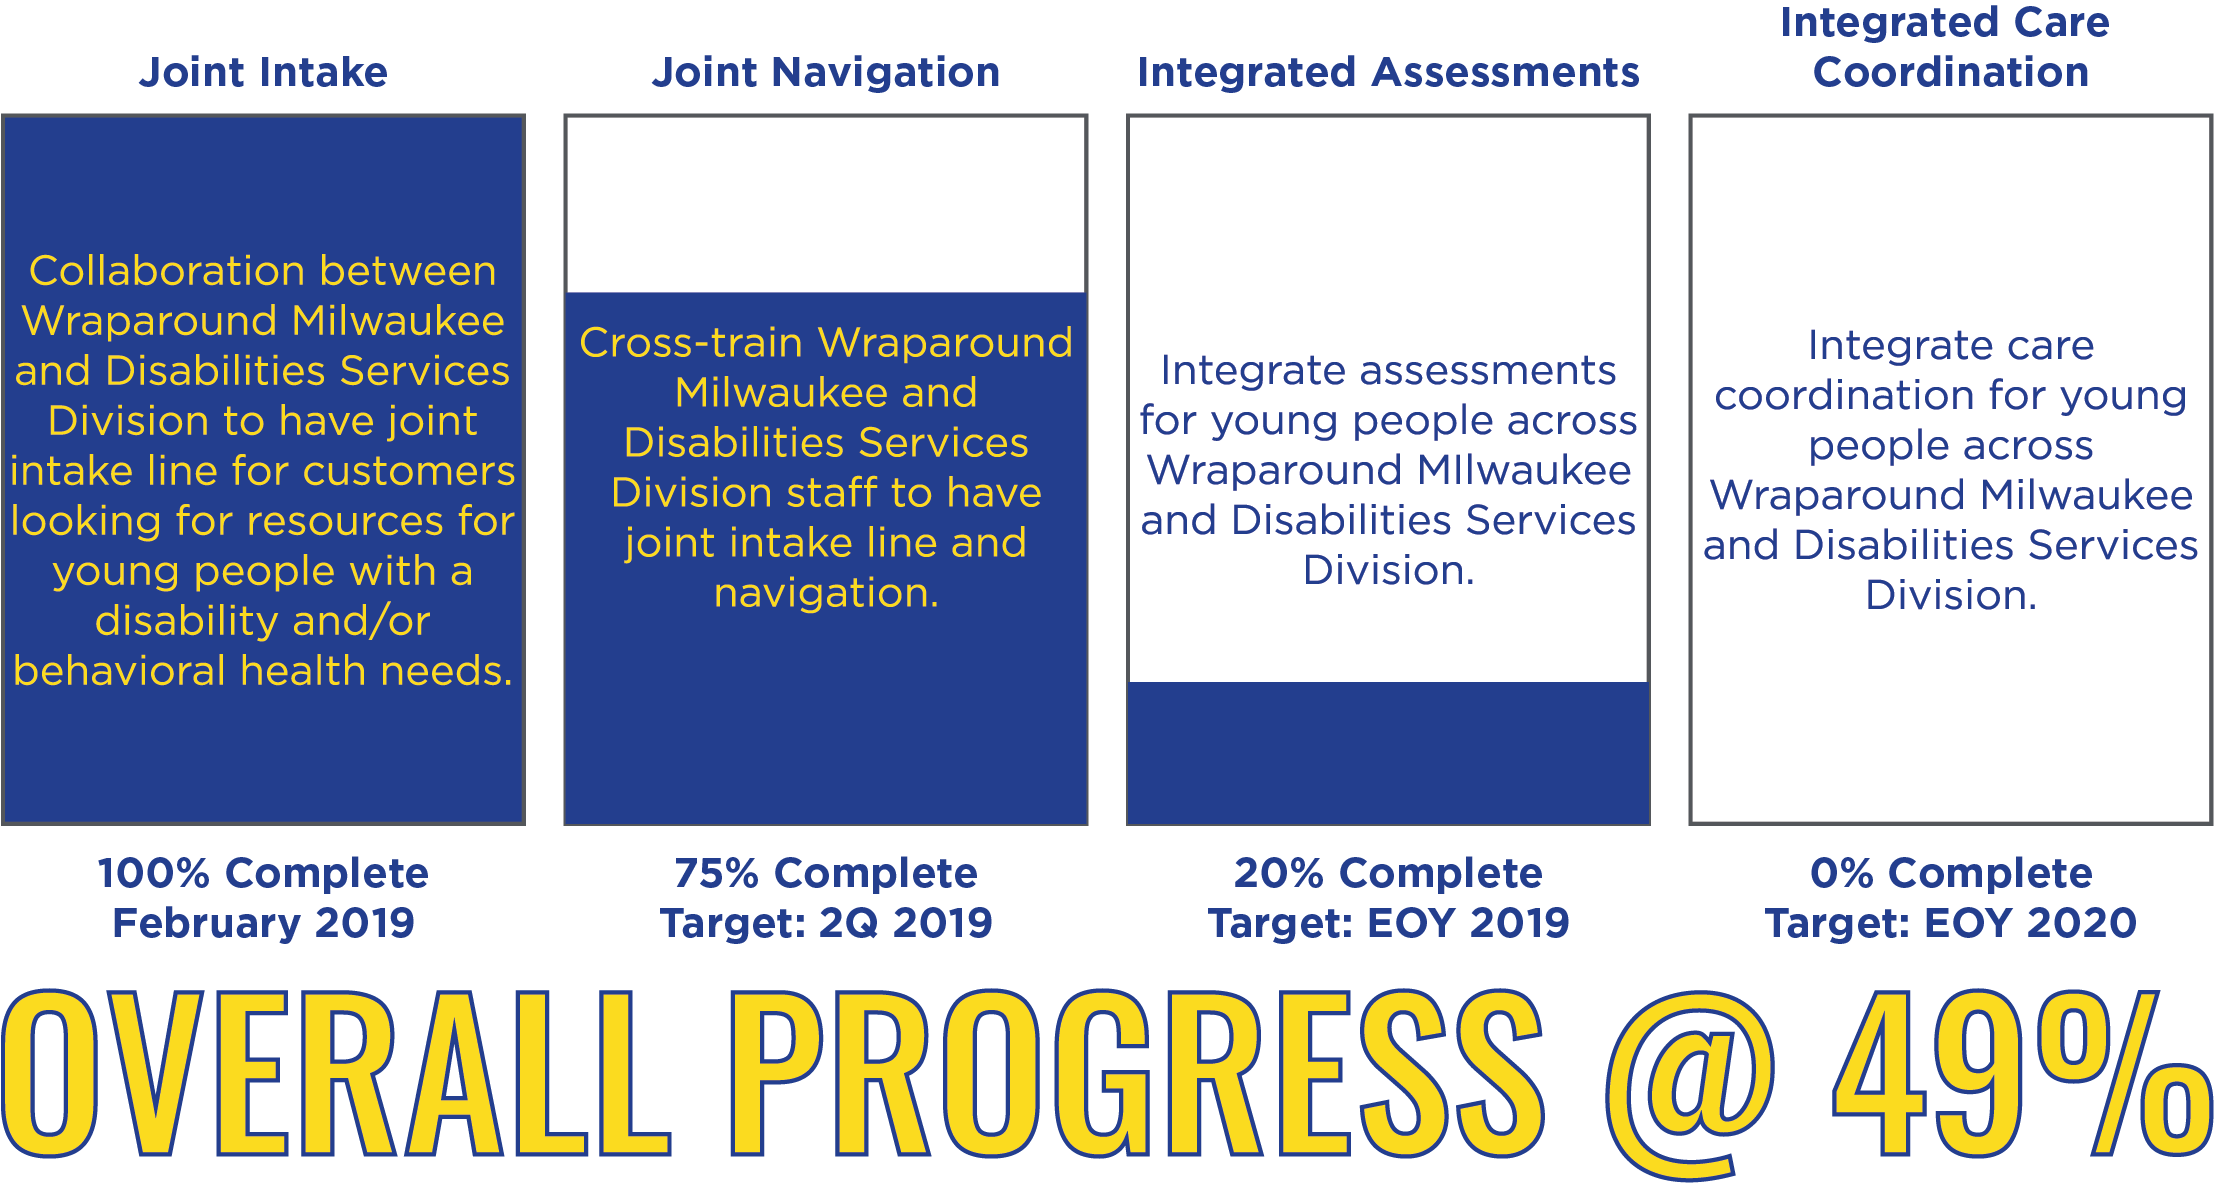 Joint Intake
Collaboration between
Wraparound Milwaukee
and Disabilities Services
Division to have joint
intake line for customers
looking for resources for
young people with a
disability and/or
behavioral health needs.
100% Complete
February 2019
Joint Navigation
Cross-train Wraparound
Milwaukee and
Disabilities Services
Division staff to have
joint intake line and
navigation.
75% Complete
Target: 2Q 2019
Integrated Assessments
Integrate assessments
for young people across
Wraparound MIlwaukee
and Disabilities Services
Division.
20% Complete
Target: EOY 2019
Integrated Care
Coordination
Integrate care
coordination for young
people across
Wraparound Milwaukee
and Disabilities Services
Division.
0% Complete
Target: EOY 2020
OVERALL PROGRESS @ 49%